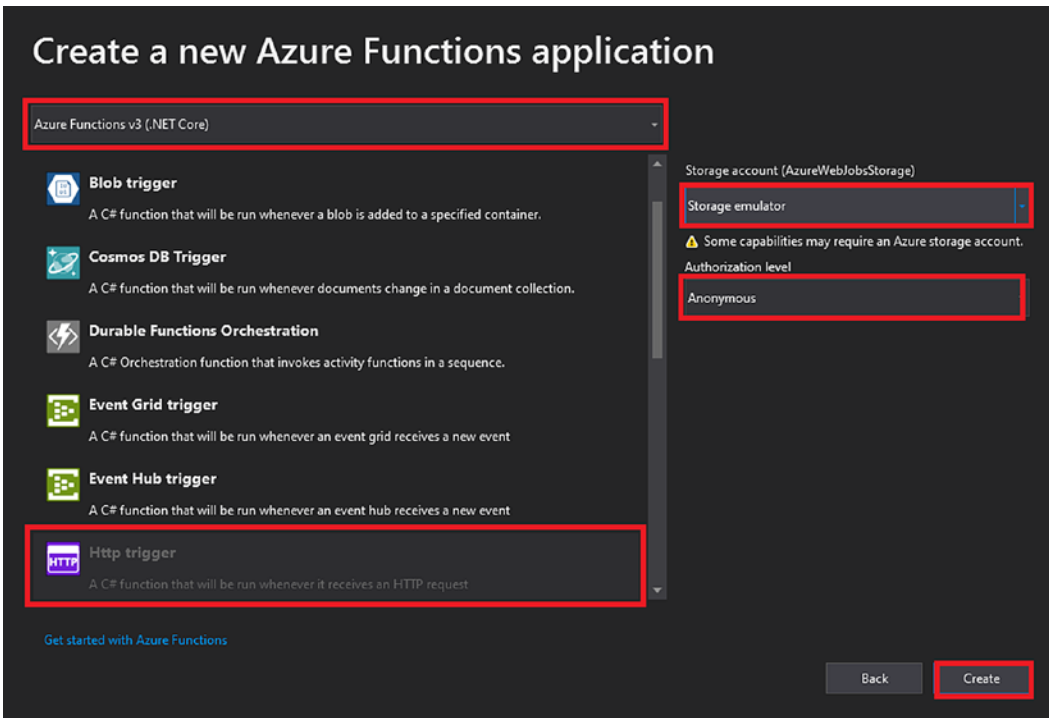 Create a new Azure Functions application
Azure Functions v3 (.NET Core)
Blob trigger
A C# function that will be run whenever a blob is added to a specified container.
Cosmos DB Trigger
A C# function that will be run whenever documents change in a document collection.
Durable Functions Orchestration
A C# Orchestration function that invokes activity functions in a sequence.
Event Grid trigger
A C# function that will be run whenever an event grid receives a new event
Event Hub trigger
A C# function that will be run whenever an event hub receives a new event
HTTP
Http trigger
A C# function that will be run whenever it receives an HTTP request
Storage account (AzureWebJobsStorage)
Storage emulator
Some capabilities may require an Azure storage account.
Authorization level
Anonymous
Get started with Azure Functions
Back
Create